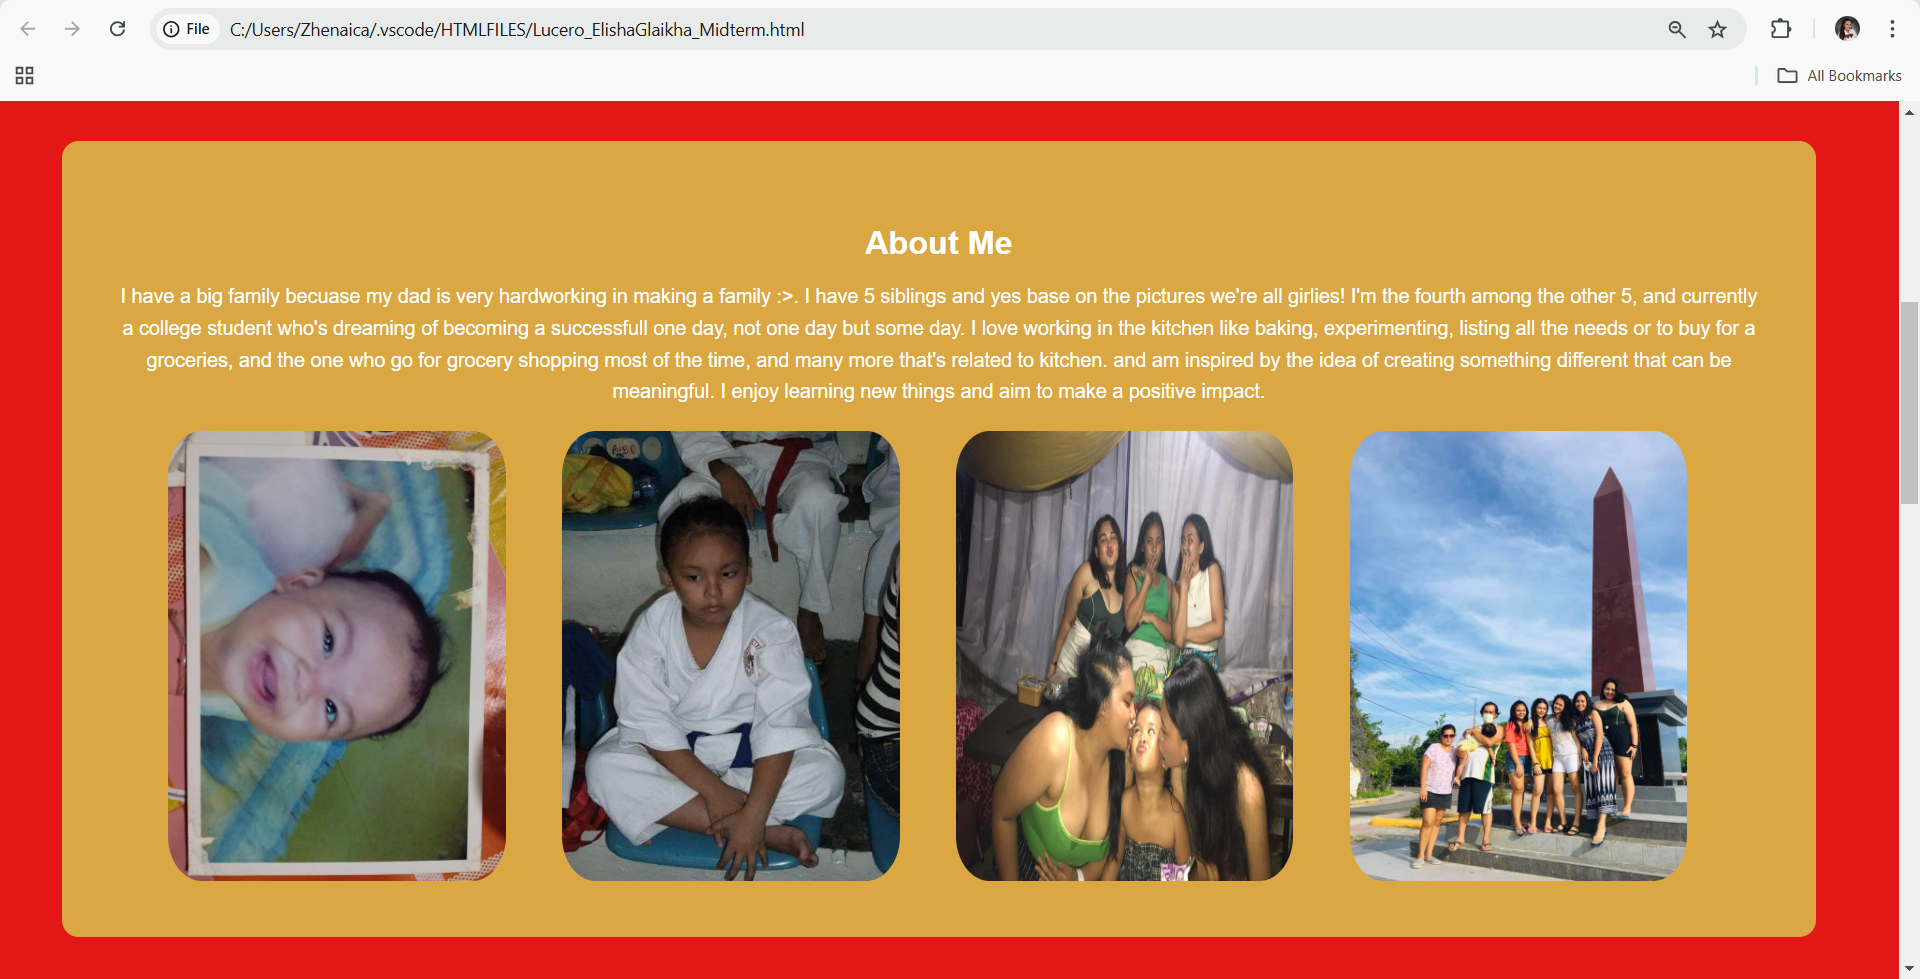 File C:/Users/Zhenaica/.vscode/HTMLFILES/Lucero_ElishaGlaikha_Midterm.html
All Bookmarks
About Me
I have a big family becuase my dad is very hardworking in making a family :>. I have 5 siblings and yes base on the pictures we're all girlies! I'm the fourth among the other 5, and currently
a college student who's dreaming of becoming a successfull one day, not one day but some day. I love working in the kitchen like baking, experimenting, listing all the needs or to buy for a
groceries, and the one who go for grocery shopping most of the time, and many more that's related to kitchen. and am inspired by the idea of creating something different that can be
meaningful. I enjoy learning new things and aim to make a positive impact.